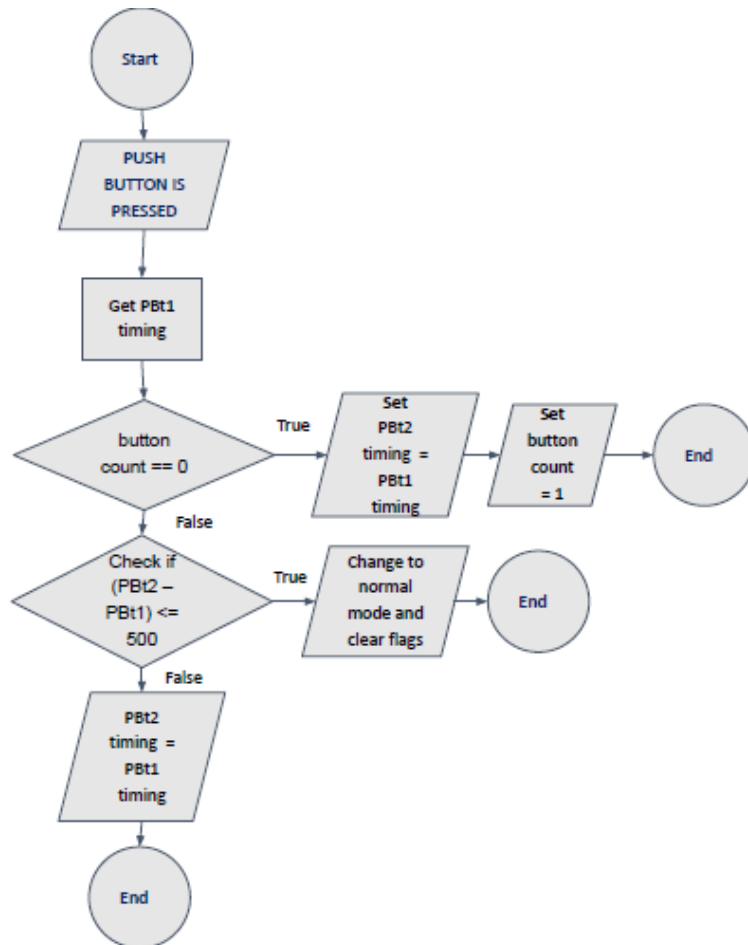 Start
PUSH
BUTTON IS
PRESSED
Get PBt1
timing
button
count == 0
True
Set
PBt2
timing =
PBt1
timing
Set
button
count
= 1
End
False
Check if
(PBt2 –
PBt1) <=
500
True
Change to
normal
mode and
clear flags
End
False
PBt2
timing =
PBt1
timing
End